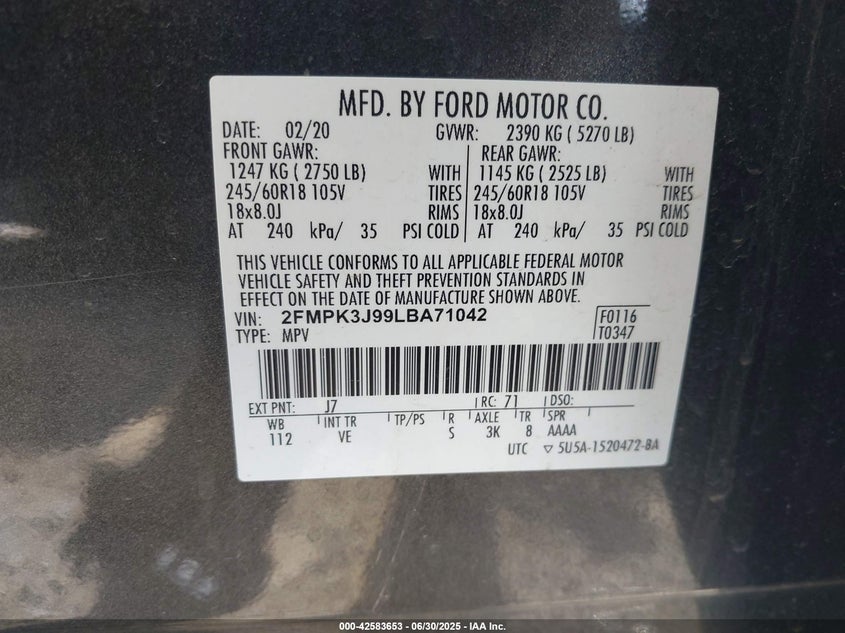 MFD. BY FORD MOTOR CO.
DATE: 02/20 GVWR: 2390 KG ( 5270 LB)
FRONT GAWR: REAR GAWR:
1247 KG ( 2750 LB) WITH 1145 KG ( 2525 LB) WITH
245/60R18 105V TIRES 245/60R18 105V TIRES
18x8.0J RIMS 18x8.0J RIMS
AT 240 kPa/ 35 PSI COLD AT 240 kPa/ 35 PSI COLD
THIS VEHICLE CONFORMS TO ALL APPLICABLE FEDERAL MOTOR
VEHICLE SAFETY AND THEFT PREVENTION STANDARDS IN
EFFECT ON THE DATE OF MANUFACTURE SHOWN ABOVE.
VIN: 2FMPK3J99LBA71042 F0116
TYPE: MPV T0347
EXT PNT: J7 RC: 71 DSO:
WB INT TR TP/PS R AXLE TR SPR
112 VE S 3K 8 AAAA
UTC ▽ 5U5A-1520472-BA
000-42583653 - 06/30/2025 - IAA Inc.